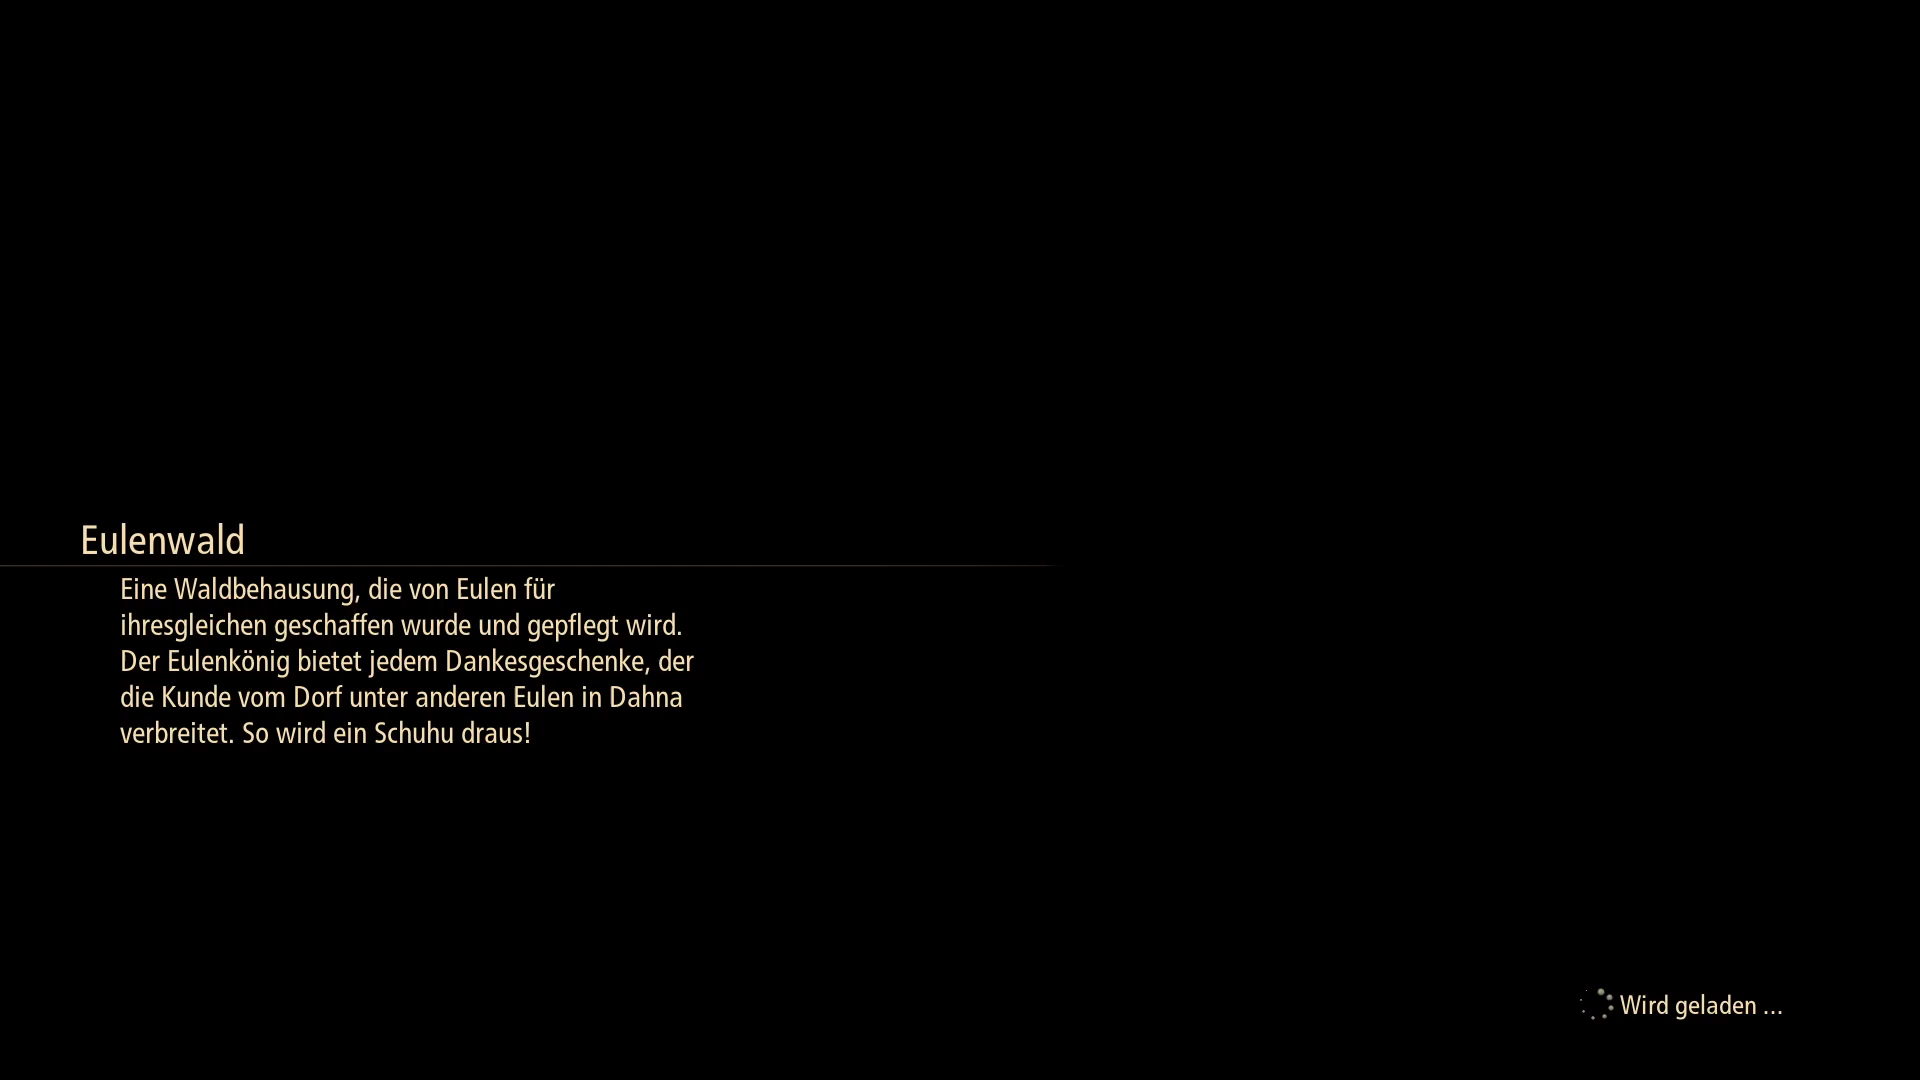 Eulenwald
Eine Waldbehausung, die von Eulen für
ihresgleichen geschaffen wurde und gepflegt wird.
Der Eulenkönig bietet jedem Dankesgeschenke, der
die Kunde vom Dorf unter anderen Eulen in Dahna
verbreitet. So wird ein Schuhu draus!
Wird geladen ...